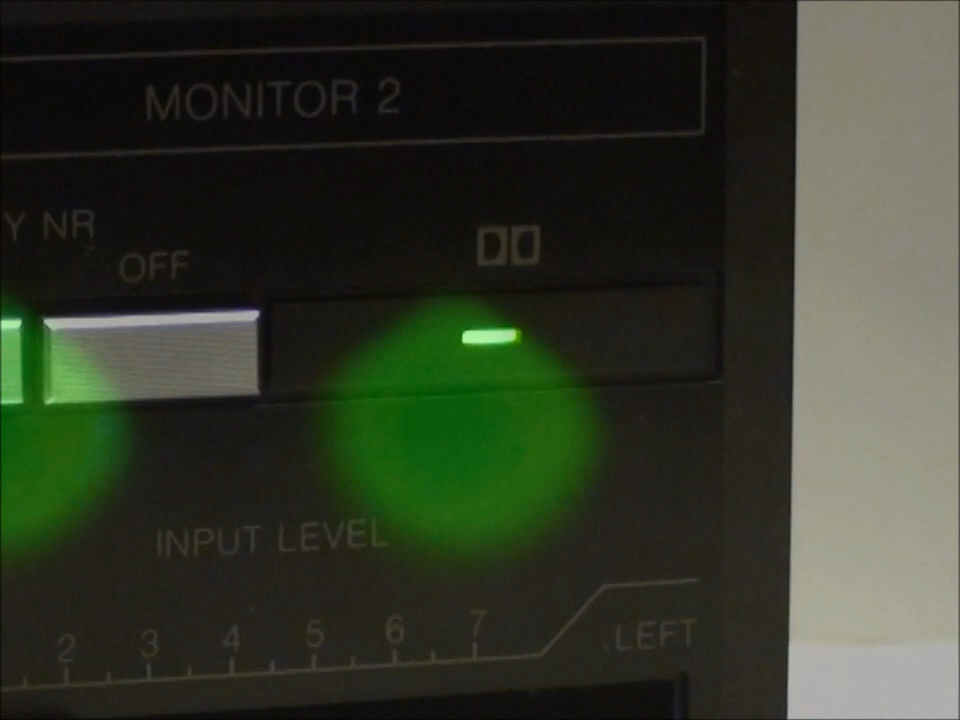 MONITOR 2
Y NR
OFF
INPUT LEVEL
2 3 4 5 6 7
LEFT